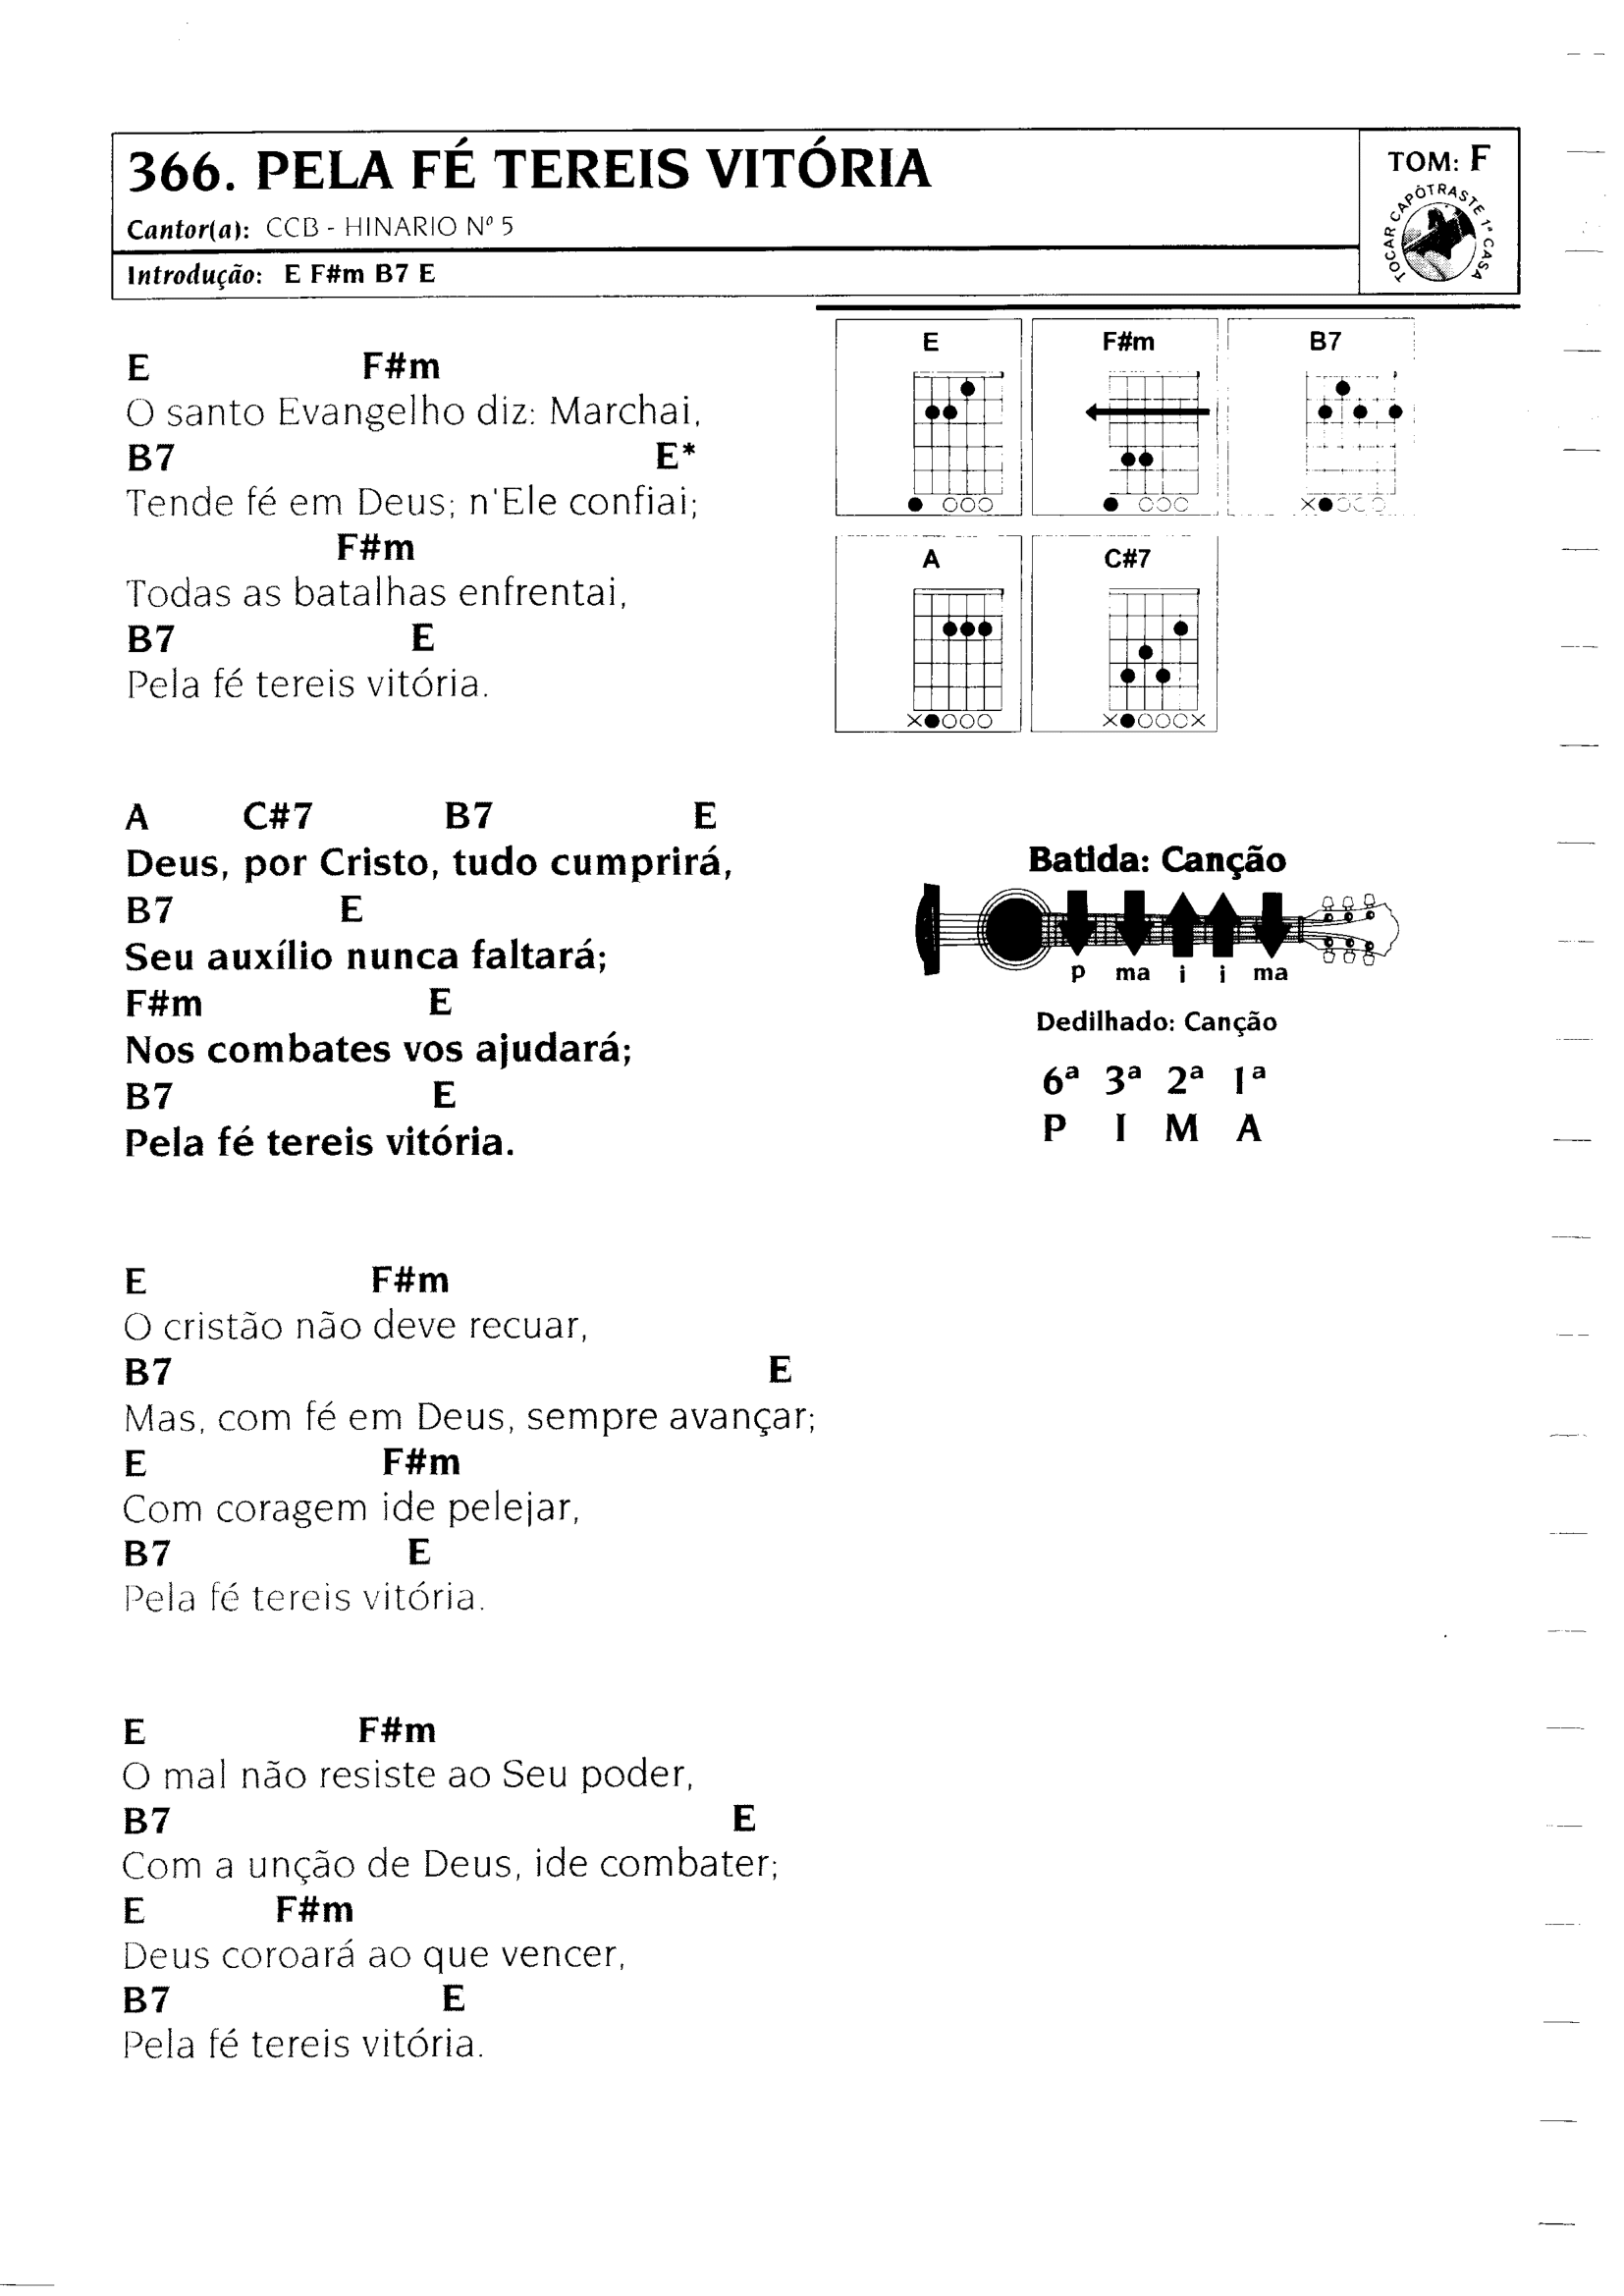 366. PELA FÉ TEREIS VITÓRIA
Cantor(a): CCB - HINARIO Nº 5
Introdução: E F#m B7 E
TOM: F
TOCAR CAPÒTRASTE 1ª CASA
E F#m
O santo Evangelho diz: Marchai,
B7 E*
Tende fé em Deus; n'Ele confiai;
F#m
Todas as batalhas enfrentai,
B7 E
Pela fé tereis vitória.
A C#7 B7 E
Deus, por Cristo, tudo cumprirá,
B7 E
Seu auxílio nunca faltará;
F#m E
Nos combates vos ajudará;
B7 E
Pela fé tereis vitória.
E F#m
O cristão não deve recuar,
B7 E
Mas, com fé em Deus, sempre avançar;
E F#m
Com coragem ide pelejar,
B7 E
Pela fé tereis vitória.
E F#m
O mal não resiste ao Seu poder,
B7 E
Com a unção de Deus, ide combater;
E F#m
Deus coroará ao que vencer,
B7 E
Pela fé tereis vitória.
E F#m B7
A C#7
Batida: Canção
p ma i i ma
Dedilhado: Canção
6ª 3ª 2ª 1ª
P I M A